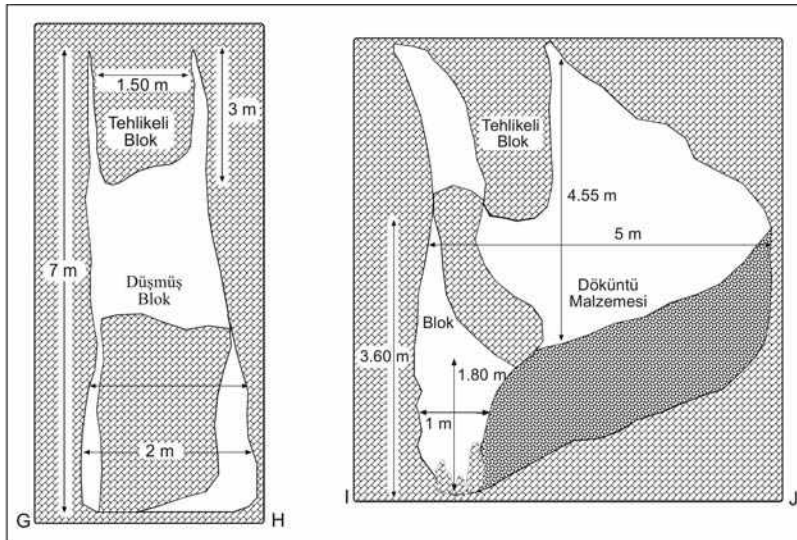 1.50 m
Tehlikeli
Blok
3 m
7 m
Düşmüş
Blok
2 m
G
H
Tehlikeli
Blok
4.55 m
5 m
Döküntü
Malzemesi
Blok
3.60 m
1.80 m
1 m
I
J